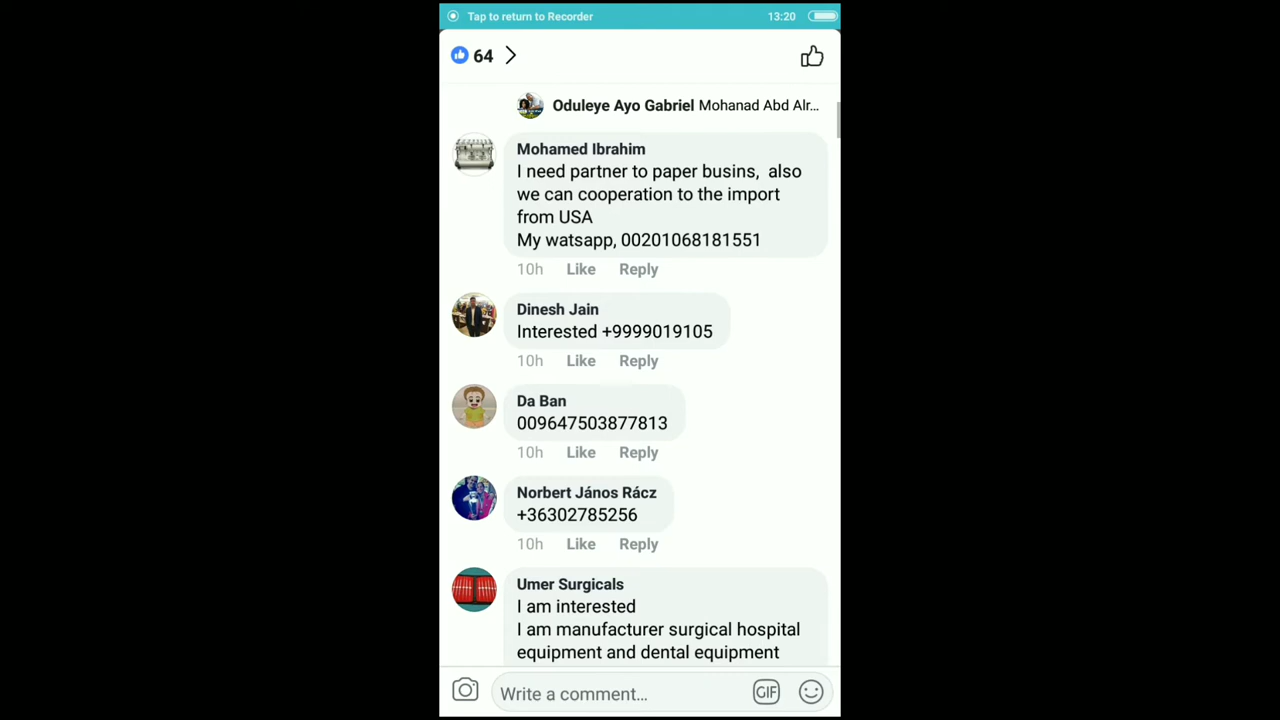 Tap to return to Recorder 13:20
64
Oduleye Ayo Gabriel Mohanad Abd Alr...
Mohamed Ibrahim
I need partner to paper busins, also
we can cooperation to the import
from USA
My watsapp, 00201068181551
10h Like Reply
Dinesh Jain
Interested +9999019105
10h Like Reply
Da Ban
009647503877813
10h Like Reply
Norbert János Rácz
+36302785256
10h Like Reply
Umer Surgicals
I am interested
I am manufacturer surgical hospital
equipment and dental equipment
Write a comment... GIF